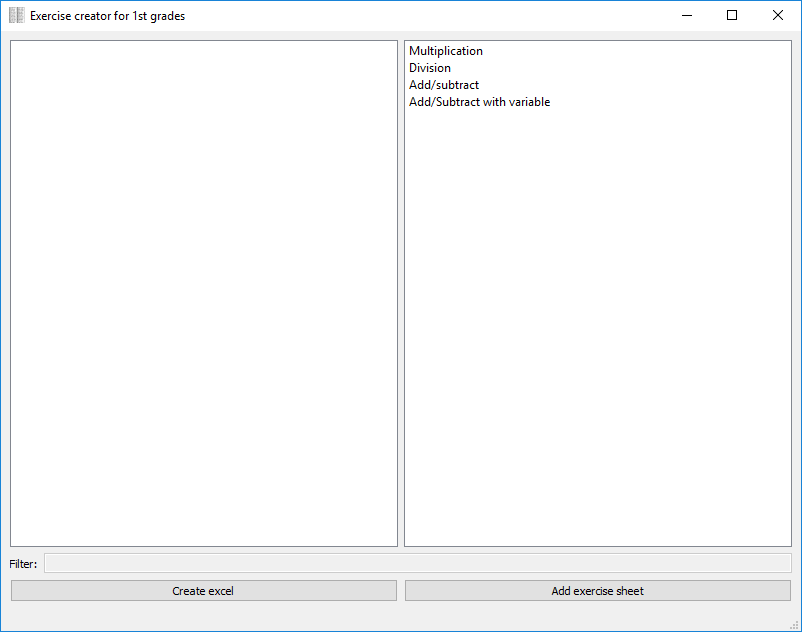 Exercise creator for 1st grades
Multiplication
Division
Add/subtract
Add/Subtract with variable
Filter:
Create excel
Add exercise sheet